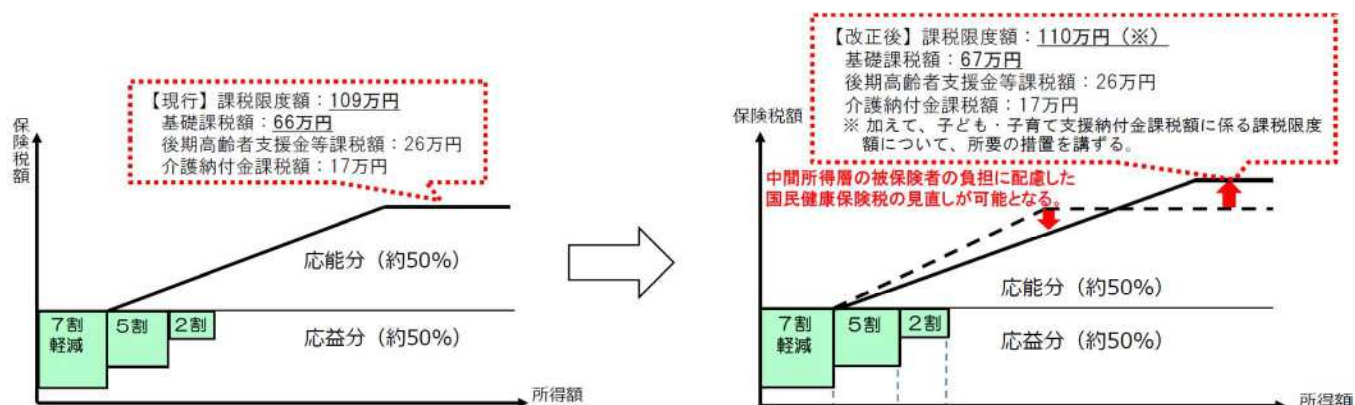 【現行】課税限度額：109万円
基礎課税額：66万円
後期高齢者支援金等課税額：26万円
介護納付金課税額：17万円
保険税額
応能分（約50%）
7割
軽減
5割
2割
応益分（約50%）
所得額
【改正後】課税限度額：110万円（※）
基礎課税額：67万円
後期高齢者支援金等課税額：26万円
介護納付金課税額：17万円
※ 加えて、子ども・子育て支援納付金課税額に係る課税限度
額について、所要の措置を講ずる。
保険税額
中間所得層の被保険者の負担に配慮した
国民健康保険税の見直しが可能となる。
応能分（約50%）
7割
軽減
5割
2割
応益分（約50%）
所得額